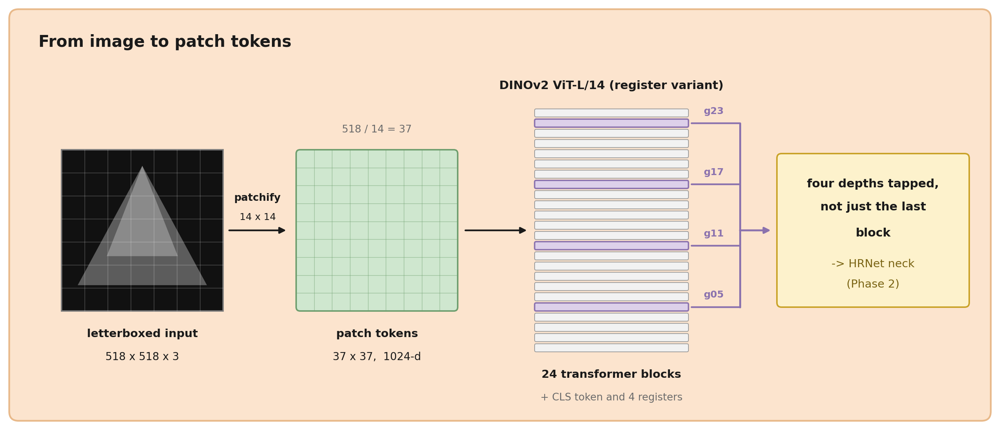 From image to patch tokens
DINOv2 ViT-L/14 (register variant)
518 / 14 = 37
patchify
14 x 14
letterboxed input
518 x 518 x 3
patch tokens
37 x 37,  1024-d
g23
g17
g11
g05
24 transformer blocks
+ CLS token and 4 registers
four depths tapped,
not just the last
block
-> HRNet neck
(Phase 2)